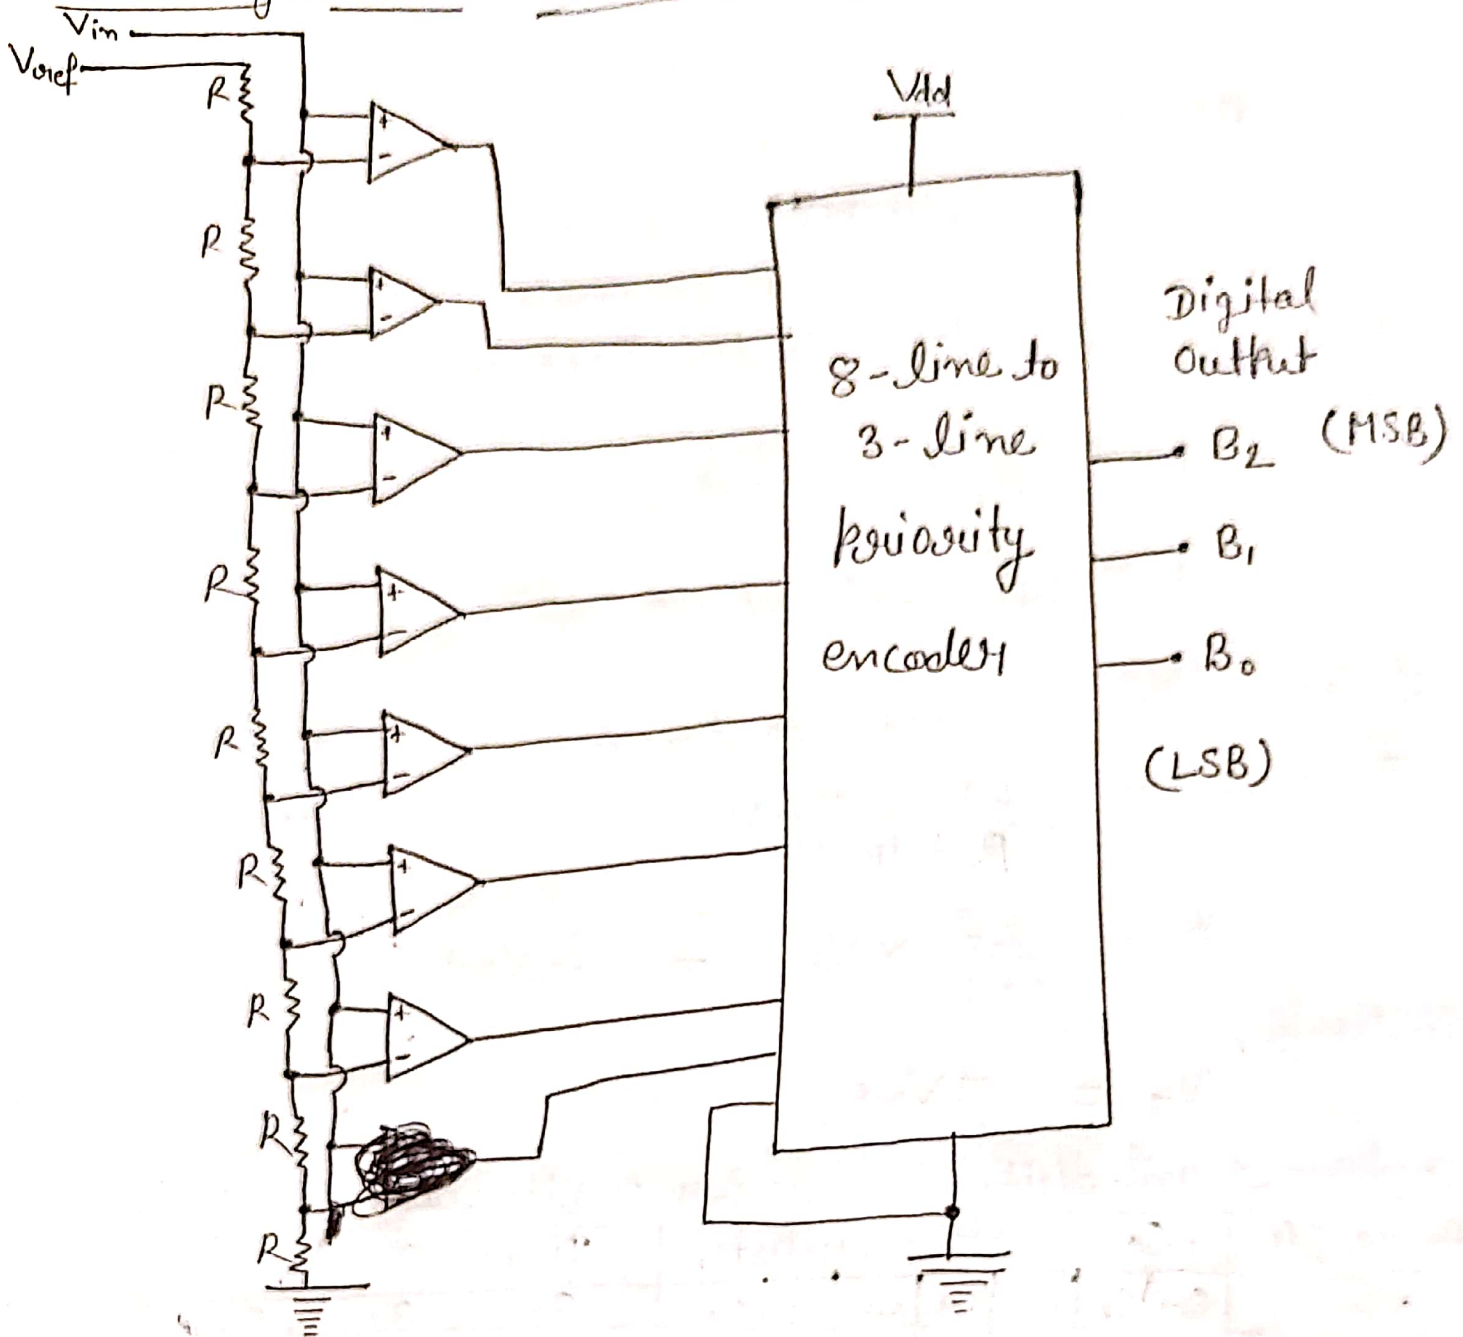 Vin
Vref
R
+
-
Vdd
R
+
-
Digital
Output
8-line to
3-line
priority
encoder
R
+
-
B2 (MSB)
B1
R
+
-
B0
R
+
-
(LSB)
R
+
-
R
+
-
R
R